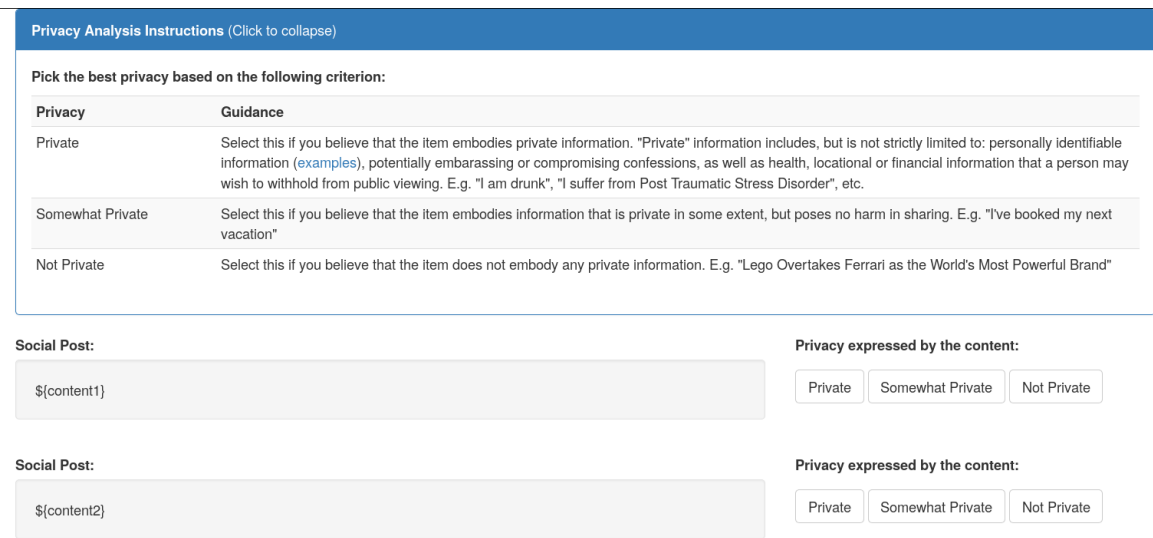 Privacy Analysis Instructions (Click to collapse)
Pick the best privacy based on the following criterion:
Privacy Guidance
Private Select this if you believe that the item embodies private information. "Private" information includes, but is not strictly limited to: personally identifiable
information (examples), potentially embarassing or compromising confessions, as well as health, locational or financial information that a person may
wish to withhold from public viewing. E.g. "I am drunk", "I suffer from Post Traumatic Stress Disorder", etc.
Somewhat Private Select this if you believe that the item embodies information that is private in some extent, but poses no harm in sharing. E.g. "I've booked my next
vacation"
Not Private Select this if you believe that the item does not embody any private information. E.g. "Lego Overtakes Ferrari as the World's Most Powerful Brand"
Social Post: Privacy expressed by the content:
${content1} Private Somewhat Private Not Private
Social Post: Privacy expressed by the content:
${content2} Private Somewhat Private Not Private